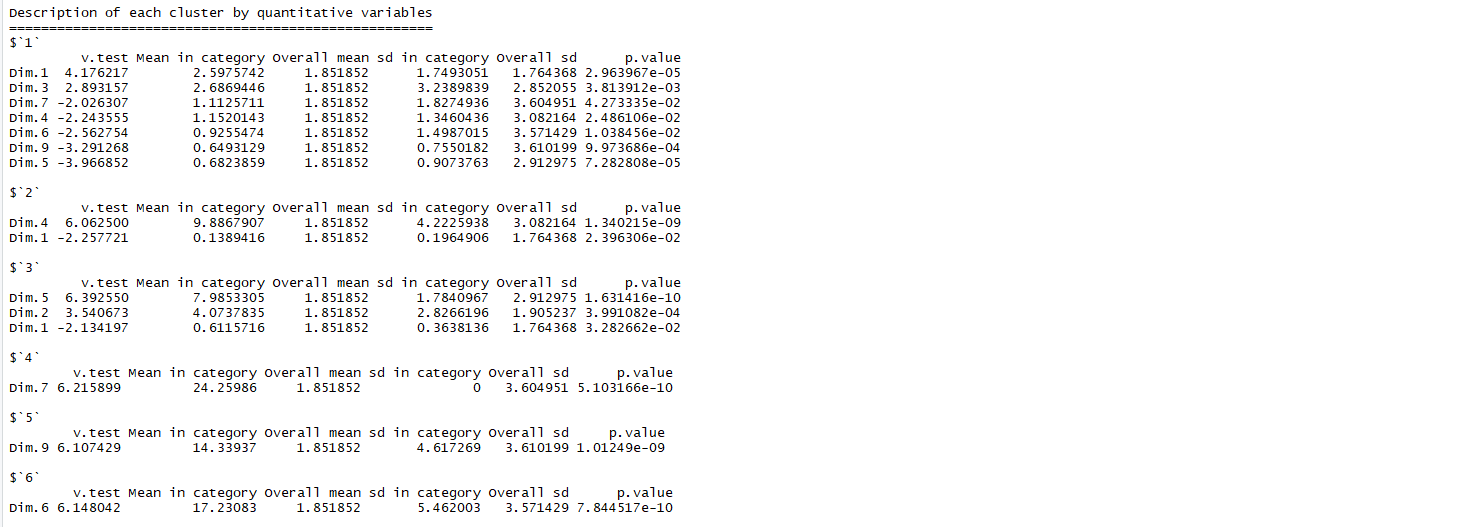 Description of each cluster by quantitative variables
=====================================================
$`1`
         v.test Mean in category Overall mean sd in category Overall sd      p.value
Dim.1  4.176217        2.5975742     1.851852      1.7493051   1.764368 2.963967e-05
Dim.3  2.893157        2.6869446     1.851852      3.2389839   2.852055 3.813912e-03
Dim.7 -2.026307        1.1125711     1.851852      1.8274936   3.604951 4.273335e-02
Dim.4 -2.243555        1.1520143     1.851852      1.3460436   3.082164 2.486106e-02
Dim.6 -2.562754        0.9255474     1.851852      1.4987015   3.571429 1.038456e-02
Dim.9 -3.291268        0.6493129     1.851852      0.7550182   3.610199 9.973686e-04
Dim.5 -3.966852        0.6823859     1.851852      0.9073763   2.912975 7.282808e-05

$`2`
         v.test Mean in category Overall mean sd in category Overall sd      p.value
Dim.4  6.062500        9.8867907     1.851852      4.2225938   3.082164 1.340215e-09
Dim.1 -2.257721        0.1389416     1.851852      0.1964906   1.764368 2.396306e-02

$`3`
         v.test Mean in category Overall mean sd in category Overall sd      p.value
Dim.5  6.392550        7.9853305     1.851852      1.7840967   2.912975 1.631416e-10
Dim.2  3.540673        4.0737835     1.851852      2.8266196   1.905237 3.991082e-04
Dim.1 -2.134197        0.6115716     1.851852      0.3638136   1.764368 3.282662e-02

$`4`
        v.test Mean in category Overall mean sd in category Overall sd      p.value
Dim.7 6.215899         24.25986     1.851852              0   3.604951 5.103166e-10

$`5`
        v.test Mean in category Overall mean sd in category Overall sd     p.value
Dim.9 6.107429         14.33937     1.851852       4.617269   3.610199 1.01249e-09

$`6`
        v.test Mean in category Overall mean sd in category Overall sd      p.value
Dim.6 6.148042         17.23083     1.851852       5.462003   3.571429 7.844517e-10